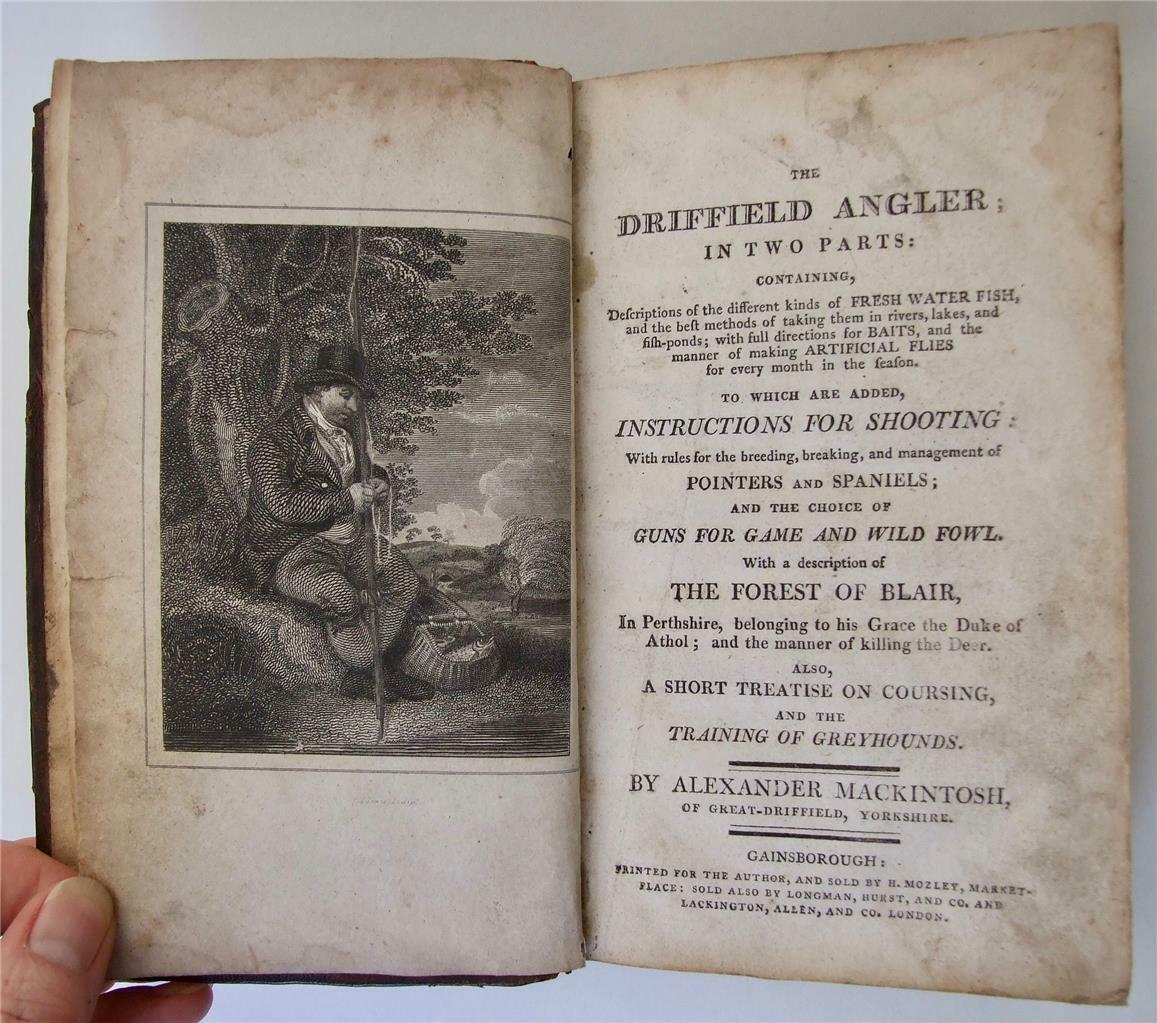 THE
DRIFFIELD ANGLER;
IN TWO PARTS:
CONTAINING,
Deſcriptions of the different kinds of FRESH WATER FISH,
and the beſt methods of taking them in rivers, lakes, and
fiſh-ponds; with full directions for BAITS, and the
manner of making ARTIFICIAL FLIES
for every month in the ſeaſon.
TO WHICH ARE ADDED,
INSTRUCTIONS FOR SHOOTING:
With rules for the breeding, breaking, and management of
POINTERS AND SPANIELS;
AND THE CHOICE OF
GUNS FOR GAME AND WILD FOWL.
With a description of
THE FOREST OF BLAIR,
In Perthshire, belonging to his Grace the Duke of
Athol; and the manner of killing the Deer.
ALSO,
A SHORT TREATISE ON COURSING,
AND THE
TRAINING OF GREYHOUNDS.
BY ALEXANDER MACKINTOSH,
OF GREAT-DRIFFIELD, YORKSHIRE.
GAINSBOROUGH:
PRINTED FOR THE AUTHOR, AND SOLD BY H. MOZLEY, MARKET-
PLACE: SOLD ALSO BY LONGMAN, HURST, AND CO. AND
LACKINGTON, ALLEN, AND CO. LONDON.